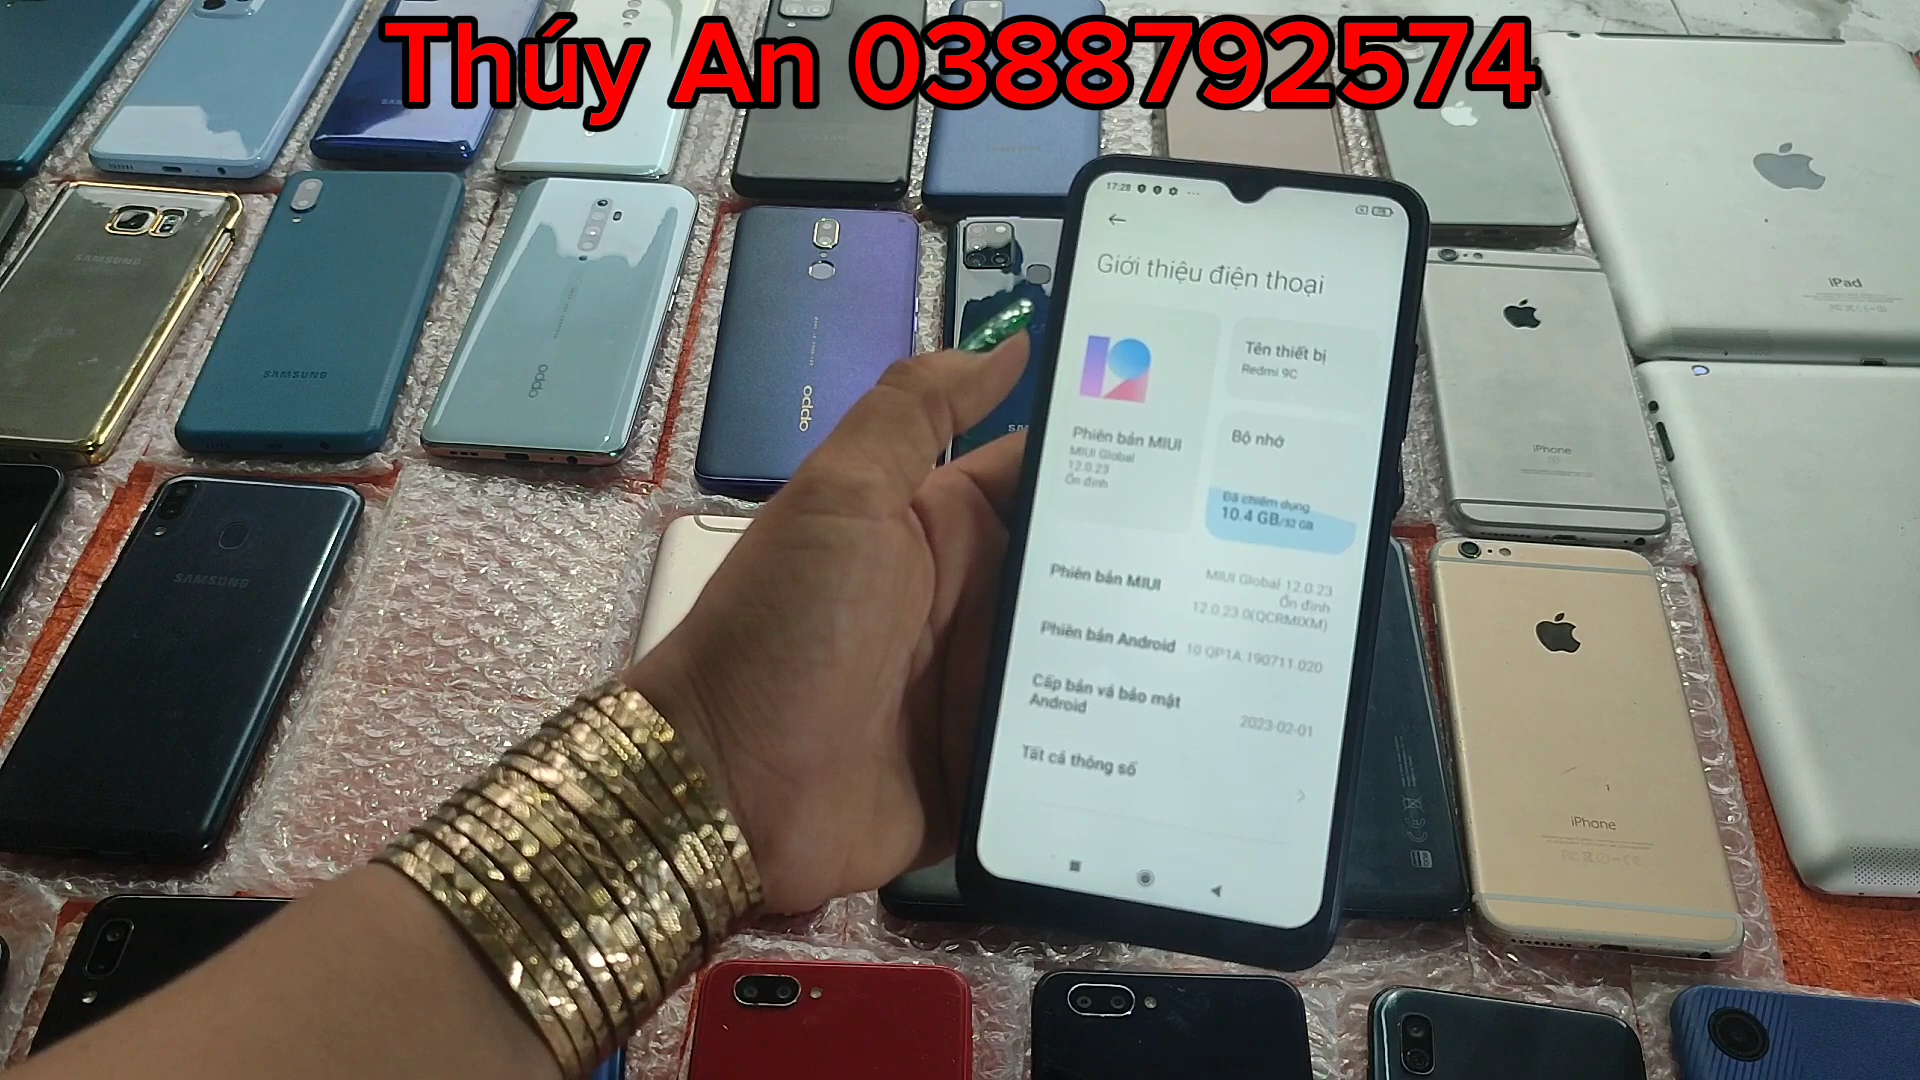 Thúy An 0388792574
17:28
Giới thiệu điện thoại
Tên thiết bị
Redmi 9C
Phiên bản MIUI
MIUI Global
12.0.23
Ổn định
Bộ nhớ
Đã chiếm dụng
10.4 GB/32 GB
Phiên bản MIUI
MIUI Global 12.0.23
Ổn định
12.0.23.0(QCRMIXM)
Phiên bản Android
10 QP1A.190711.020
Cấp bản vá bảo mật
Android
2023-02-01
Tất cả thông số
SAMSUNG
SAMSUNG
oppo
oppo
SAMSUNG
iPad
iPhone
iPhone